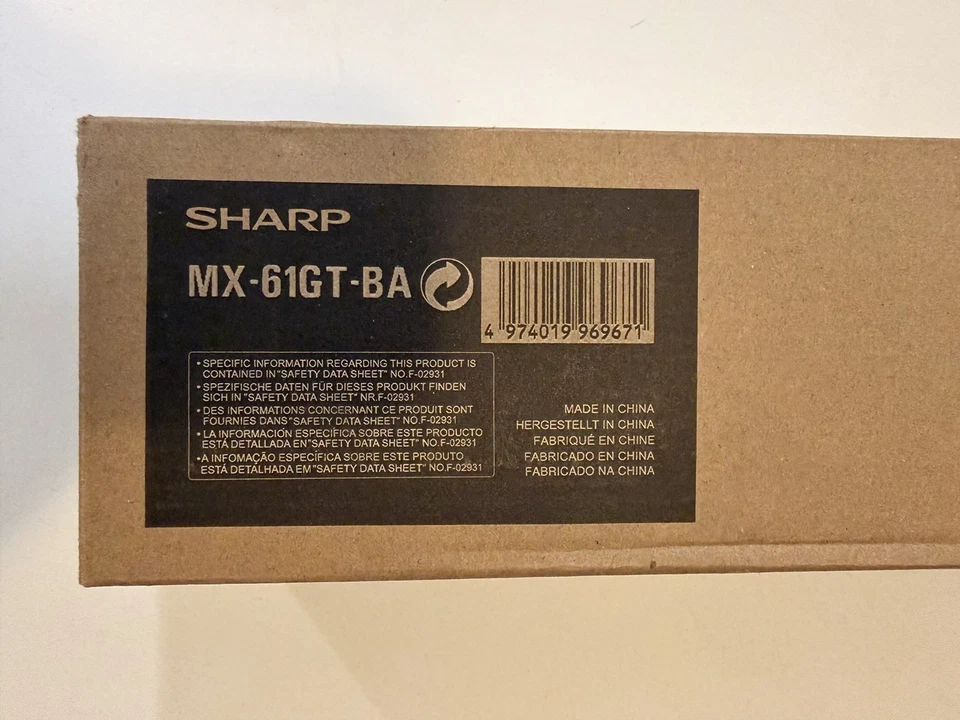 SHARP
MX-61GT-BA
4 974019 969671
• SPECIFIC INFORMATION REGARDING THIS PRODUCT IS
CONTAINED IN "SAFETY DATA SHEET" NO.F-02931
• SPEZIFISCHE DATEN FÜR DIESES PRODUKT FINDEN
SICH IN "SAFETY DATA SHEET" NR.F-02931
• DES INFORMATIONS CONCERNANT CE PRODUIT SONT
FOURNIES DANS "SAFETY DATA SHEET" NO.F-02931
• LA INFORMACIÓN ESPECÍFICA SOBRE ESTE PRODUCTO
ESTÁ DETALLADA EN "SAFETY DATA SHEET" NO.F-02931
• A INFOMAÇÃO ESPECÍFICA SOBRE ESTE PRODUTO
ESTÁ DETALHADA EM "SAFETY DATA SHEET" NO.F-02931
MADE IN CHINA
HERGESTELLT IN CHINA
FABRIQUÉ EN CHINE
FABRICADO EN CHINA
FABRICADO NA CHINA